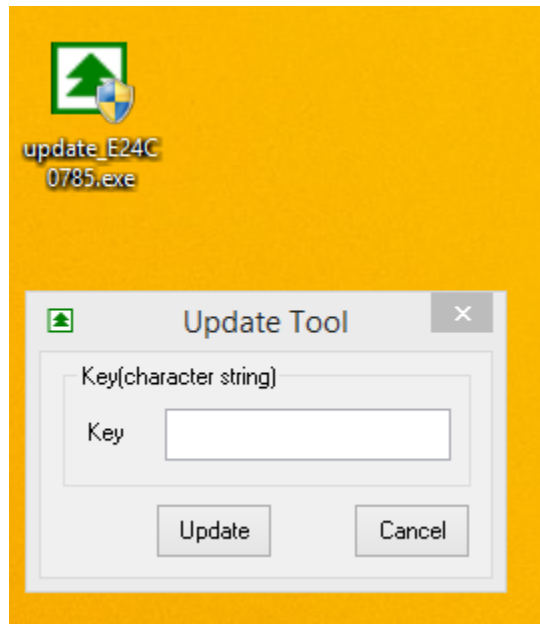 update_E24C
0785.exe
Update Tool
Key(character string)
Key
Update
Cancel